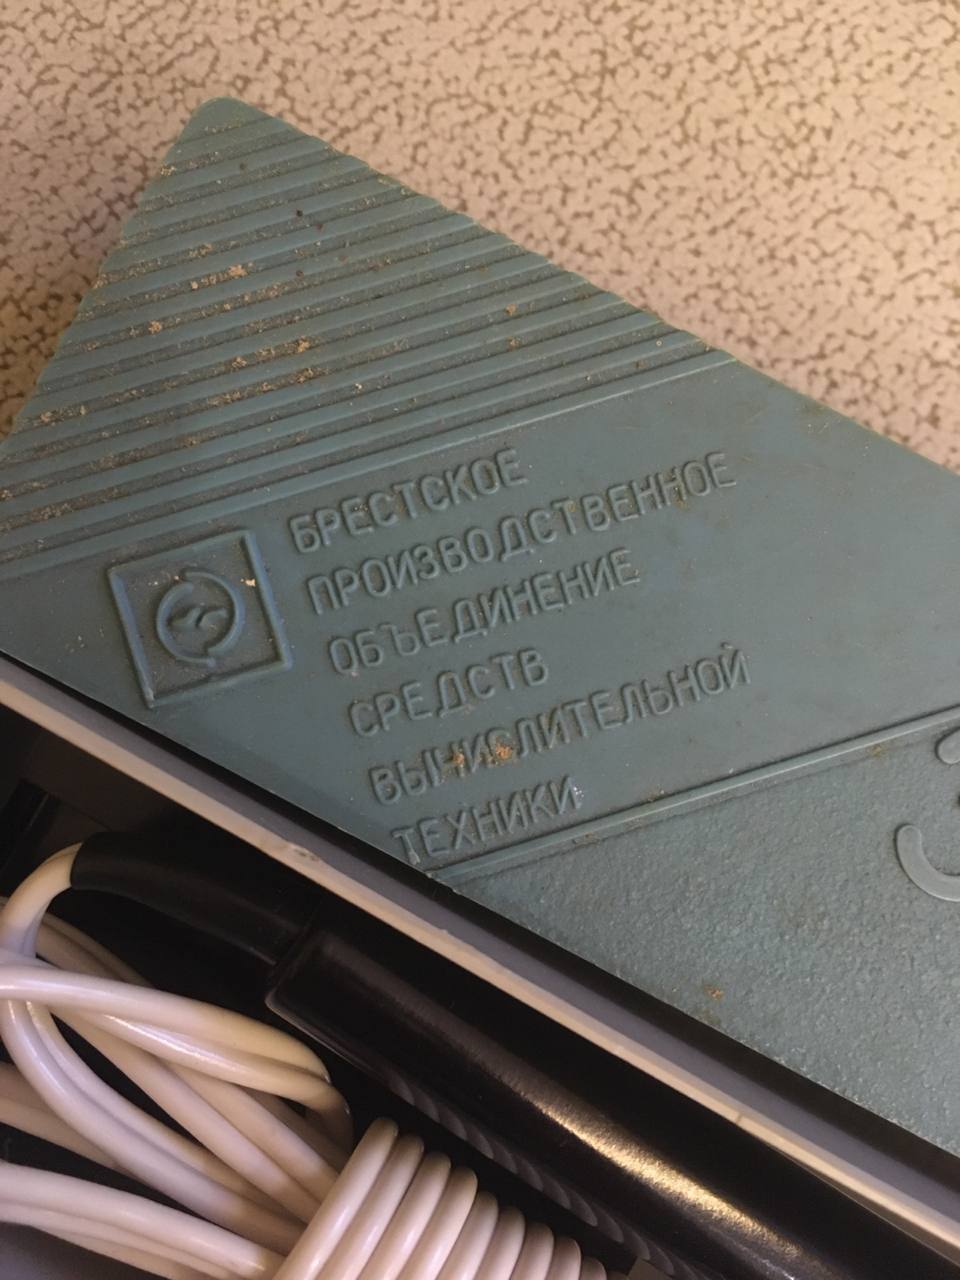 БРЕСТСКОЕ
ПРОИЗВОДСТВЕННОЕ
ОБЪЕДИНЕНИЕ
СРЕДСТВ
ВЫЧИСЛИТЕЛЬНОЙ
ТЕХНИКИ